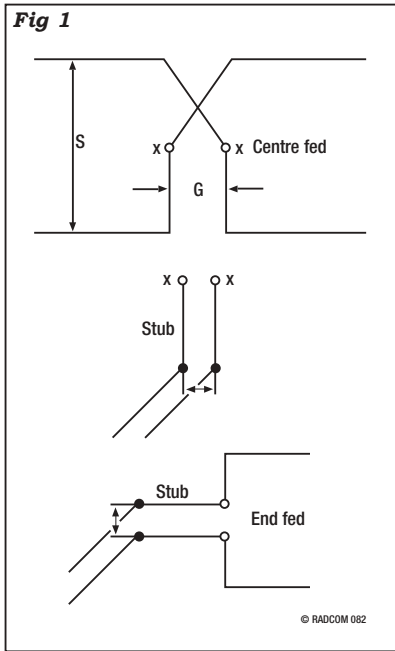 Fig 1
S
x
x Centre fed
G
x
x
Stub
Stub
End fed
© RADCOM 082